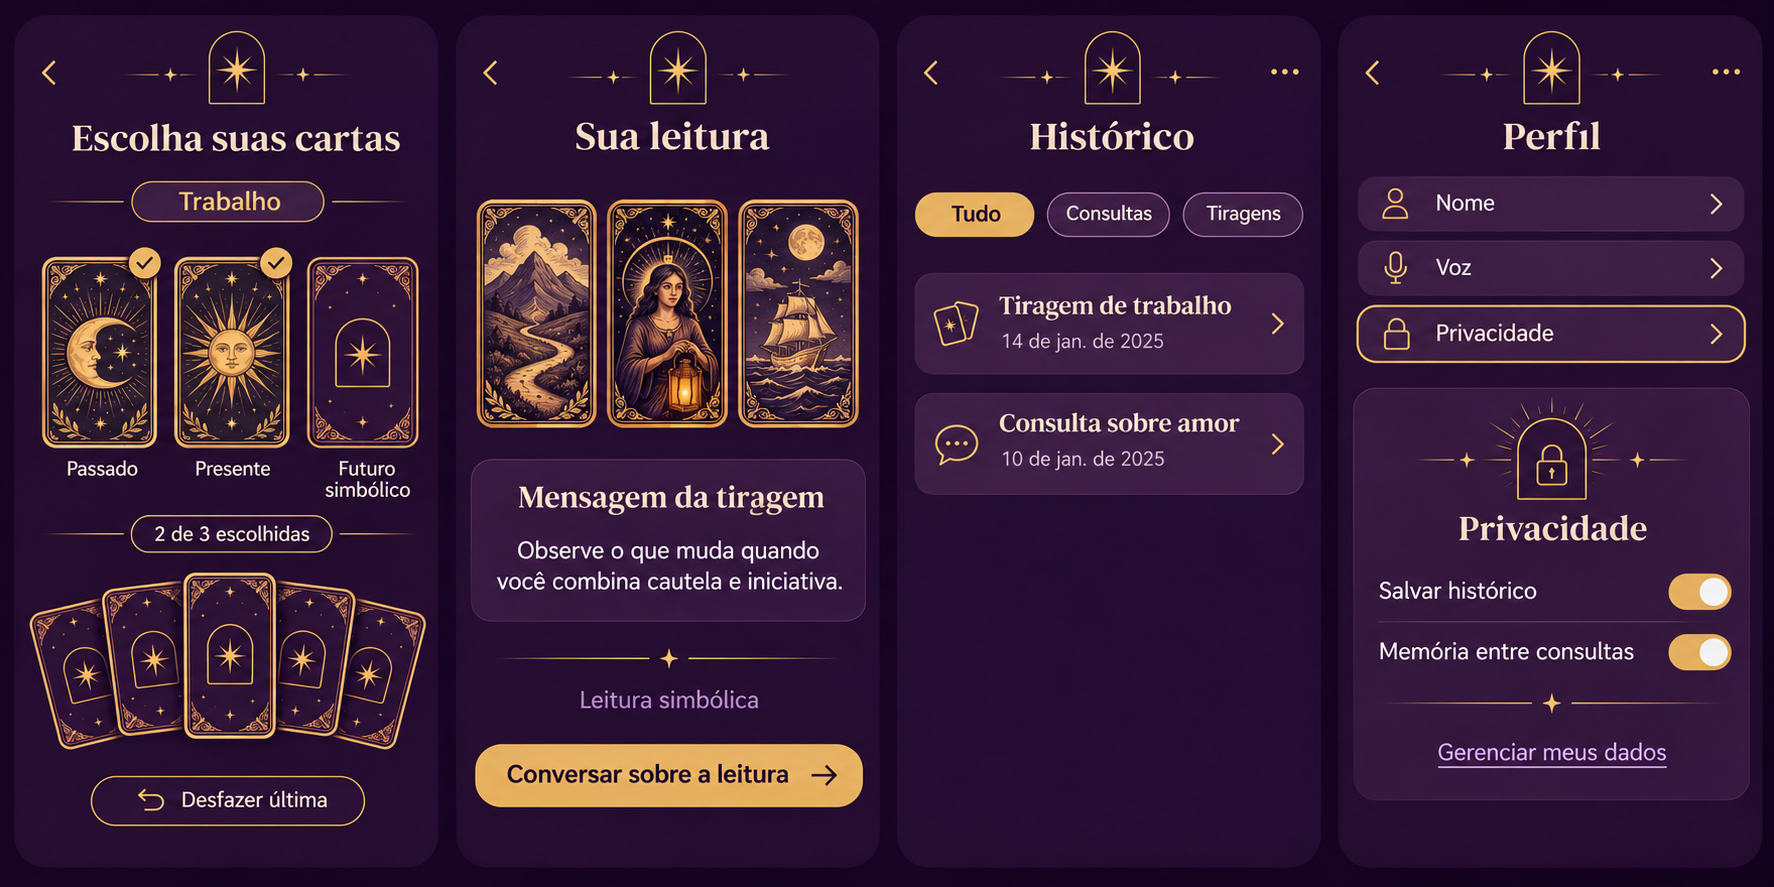 Escolha suas cartas
Trabalho
Passado
Presente
Futuro
simbólico
2 de 3 escolhidas
Desfazer última
Sua leitura
Mensagem da tiragem
Observe o que muda quando
você combina cautela e iniciativa.
Leitura simbólica
Conversar sobre a leitura
Histórico
Tudo
Consultas
Tiragens
Tiragem de trabalho
14 de jan. de 2025
Consulta sobre amor
10 de jan. de 2025
Perfil
Nome
Voz
Privacidade
Privacidade
Salvar histórico
Memória entre consultas
Gerenciar meus dados